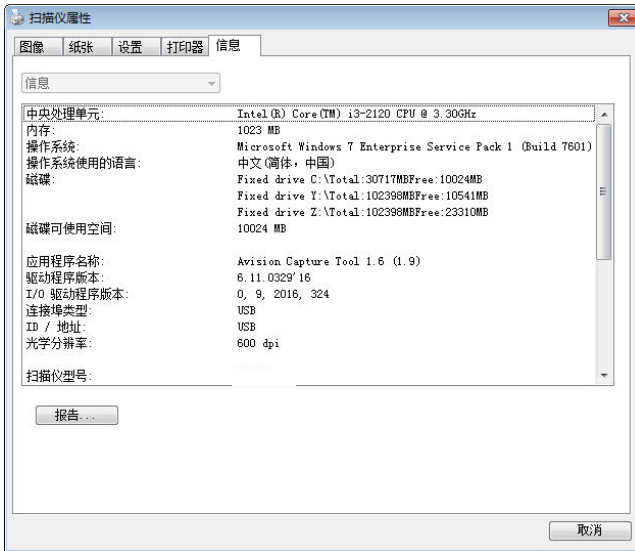 扫描仪属性
图像 纸张 设置 打印器 信息
信息
中央处理单元: Intel(R) Core(TM) i3-2120 CPU @ 3.30GHz
内存: 1023 MB
操作系统: Microsoft Windows 7 Enterprise Service Pack 1 (Build 7601)
操作系统使用的语言: 中文(简体，中国)
磁碟: Fixed drive C:\Total:30717MBFree:10024MB
Fixed drive Y:\Total:102398MBFree:10541MB
Fixed drive Z:\Total:102398MBFree:23310MB
磁碟可使用空间: 10024 MB
应用程序名称: Avision Capture Tool 1.6 (1.9)
驱动程序版本: 6.11.0329'16
I/O 驱动程序版本: 0, 9, 2016, 324
连接埠类型: USB
ID / 地址: USB
光学分辨率: 600 dpi
扫描仪型号:
报告...
取消